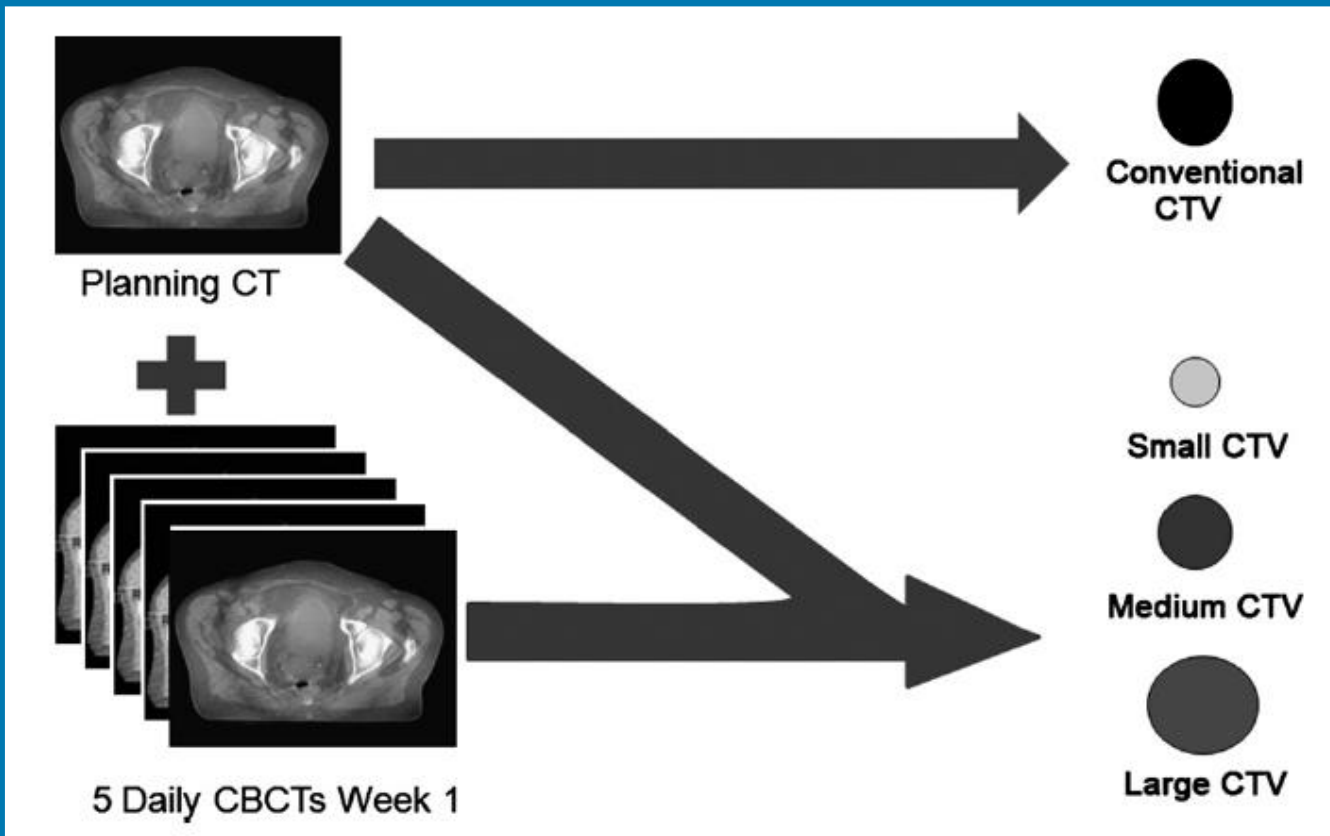 Planning CT
5 Daily CBCTs Week 1
Conventional
CTV
Small CTV
Medium CTV
Large CTV